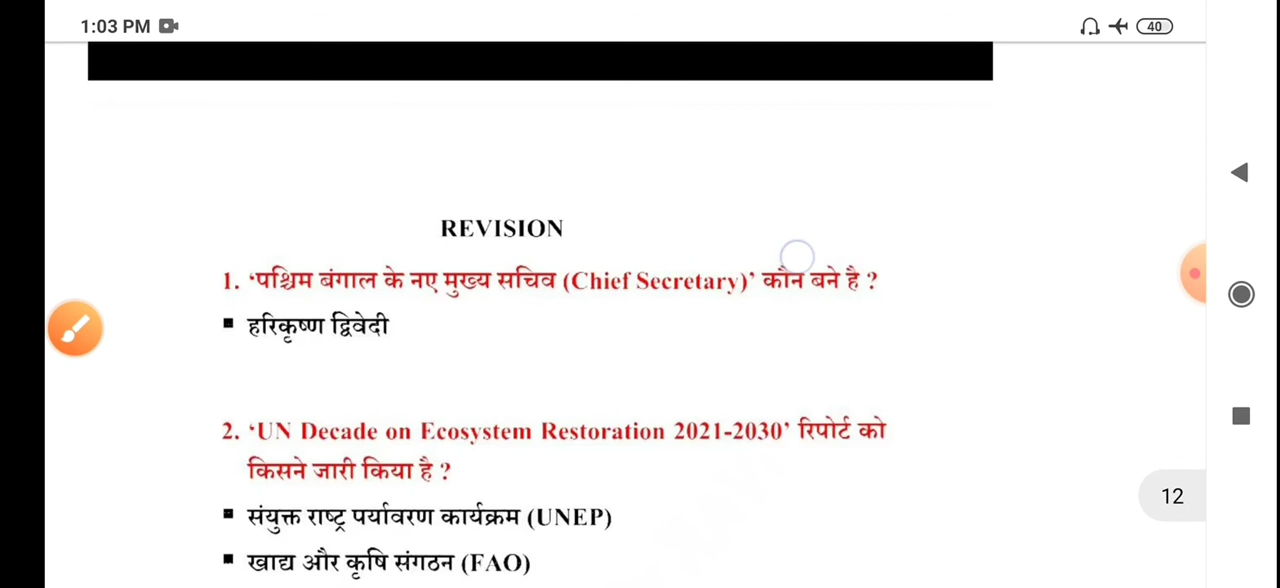 1:03 PM
40
REVISION
1. ‘पश्चिम बंगाल के नए मुख्य सचिव (Chief Secretary)’ कौन बने है ?
▪ हरिकृष्ण द्विवेदी
2. ‘UN Decade on Ecosystem Restoration 2021-2030’ रिपोर्ट को
किसने जारी किया है ?
▪ संयुक्त राष्ट्र पर्यावरण कार्यक्रम (UNEP)
12
▪ खाद्य और कृषि संगठन (FAO)